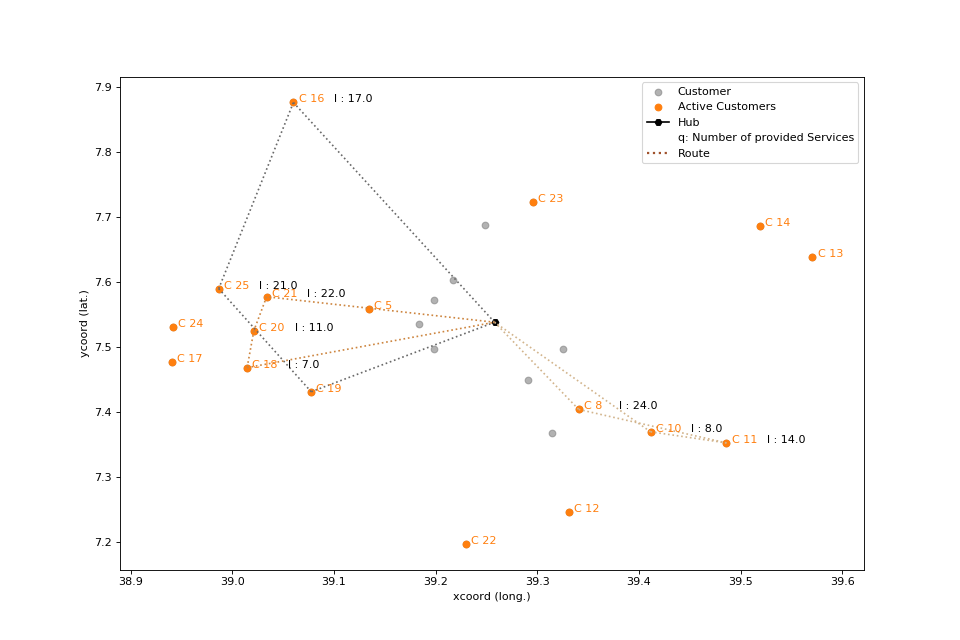 7.9
7.8
7.7
7.6
7.5
7.4
7.3
7.2
ycoord (lat.)
38.9
39.0
39.1
39.2
39.3
39.4
39.5
39.6
xcoord (long.)
Customer
Active Customers
Hub
q: Number of provided Services
Route
C 16 I : 17.0
C 23
C 14
C 13
C 25 I : 21.0
C 21 I : 22.0
C 5
C 24
C 20 I : 11.0
C 17
C 18 I : 7.0
C 19
C 8 I : 24.0
C 10 I : 8.0
C 11 I : 14.0
C 12
C 22